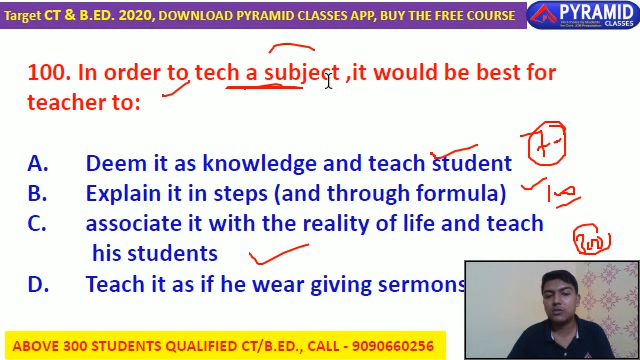 Target CT & B.ED. 2020, DOWNLOAD PYRAMID CLASSES APP, BUY THE FREE COURSE
PYRAMID
CLASSES
100. In order to tech a subject ,it would be best for
teacher to:
A. Deem it as knowledge and teach student
B. Explain it in steps (and through formula)
C. associate it with the reality of life and teach
his students
D. Teach it as if he wear giving sermons
ABOVE 300 STUDENTS QUALIFIED CT/B.ED., CALL - 9090660256